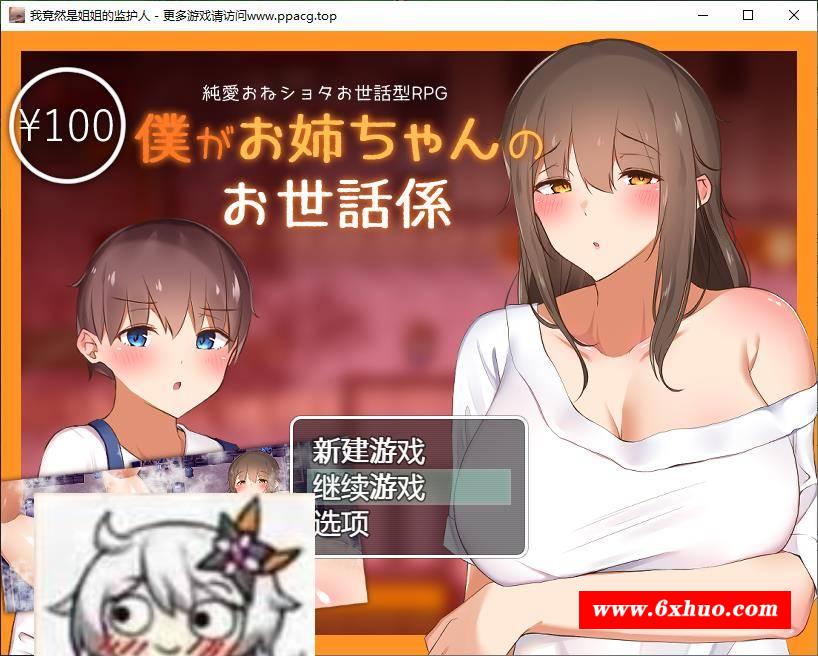 我竟然是姐姐的监护人 - 更多游戏请访问www.ppacg.top
¥100
純愛おねショタお世話型RPG
僕がお姉ちゃんの
お世話係
新建游戏
继续游戏
选项
www.6xhuo.com